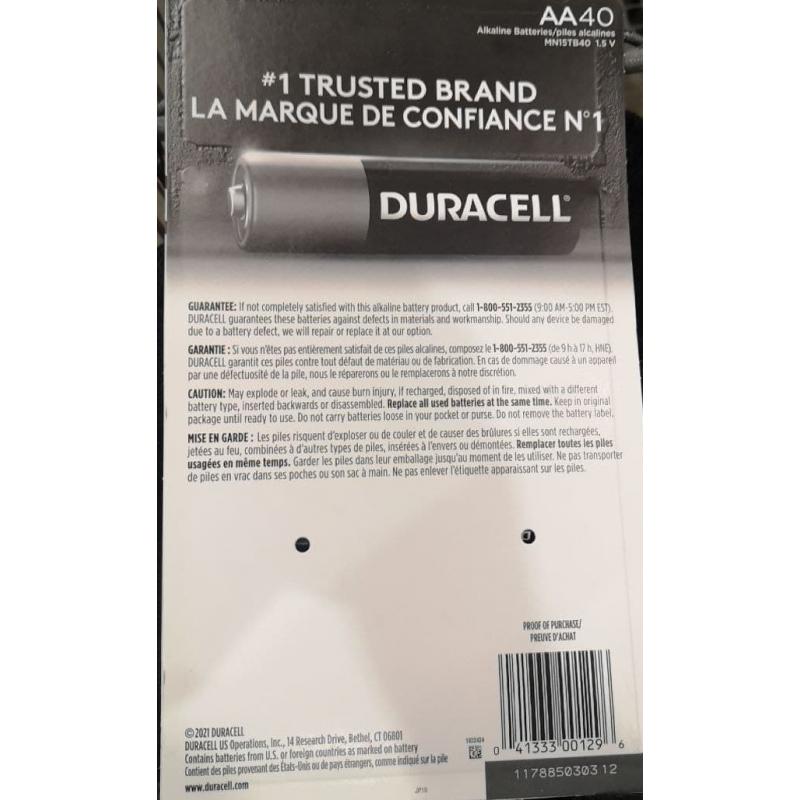 AA40
Alkaline Batteries/piles alcalines
MN15TB40 1.5 V
#1 TRUSTED BRAND
LA MARQUE DE CONFIANCE N°1
DURACELL®
GUARANTEE: If not completely satisfied with this alkaline battery product, call 1-800-551-2355 (9:00 AM-5:00 PM EST).
DURACELL guarantees these batteries against defects in materials and workmanship. Should any device be damaged
due to a battery defect, we will repair or replace it at our option.
GARANTIE : Si vous n'êtes pas entièrement satisfait de ces piles alcalines, composez le 1-800-551-2355 (de 9 h à 17 h, HNE).
DURACELL garantit ces piles contre tout défaut de matériau ou de fabrication. En cas de dommage causé à un appareil
par une défectuosité de la pile, nous le réparerons ou le remplacerons à notre discrétion.
CAUTION: May explode or leak, and cause burn injury, if recharged, disposed of in fire, mixed with a different
battery type, inserted backwards or disassembled. Replace all used batteries at the same time. Keep in original
package until ready to use. Do not carry batteries loose in your pocket or purse. Do not remove the battery label.
MISE EN GARDE : Les piles risquent d'exploser ou de couler et de causer des brûlures si elles sont rechargées,
jetées au feu, combinées à d'autres types de piles, insérées à l'envers ou démontées. Remplacer toutes les piles
usagées en même temps. Garder les piles dans leur emballage jusqu'au moment de les utiliser. Ne pas transporter
de piles en vrac dans ses poches ou son sac à main. Ne pas enlever l'étiquette apparaissant sur les piles.
PROOF OF PURCHASE/
PREUVE D'ACHAT
©2021 DURACELL
DURACELL US Operations, Inc., 14 Research Drive, Bethel, CT 06801
Contains batteries from U.S. or foreign countries as marked on battery
Contient des piles provenant des États-Unis ou de pays étrangers, comme indiqué sur la pile
www.duracell.com
0 41333 00129 6
117885030312